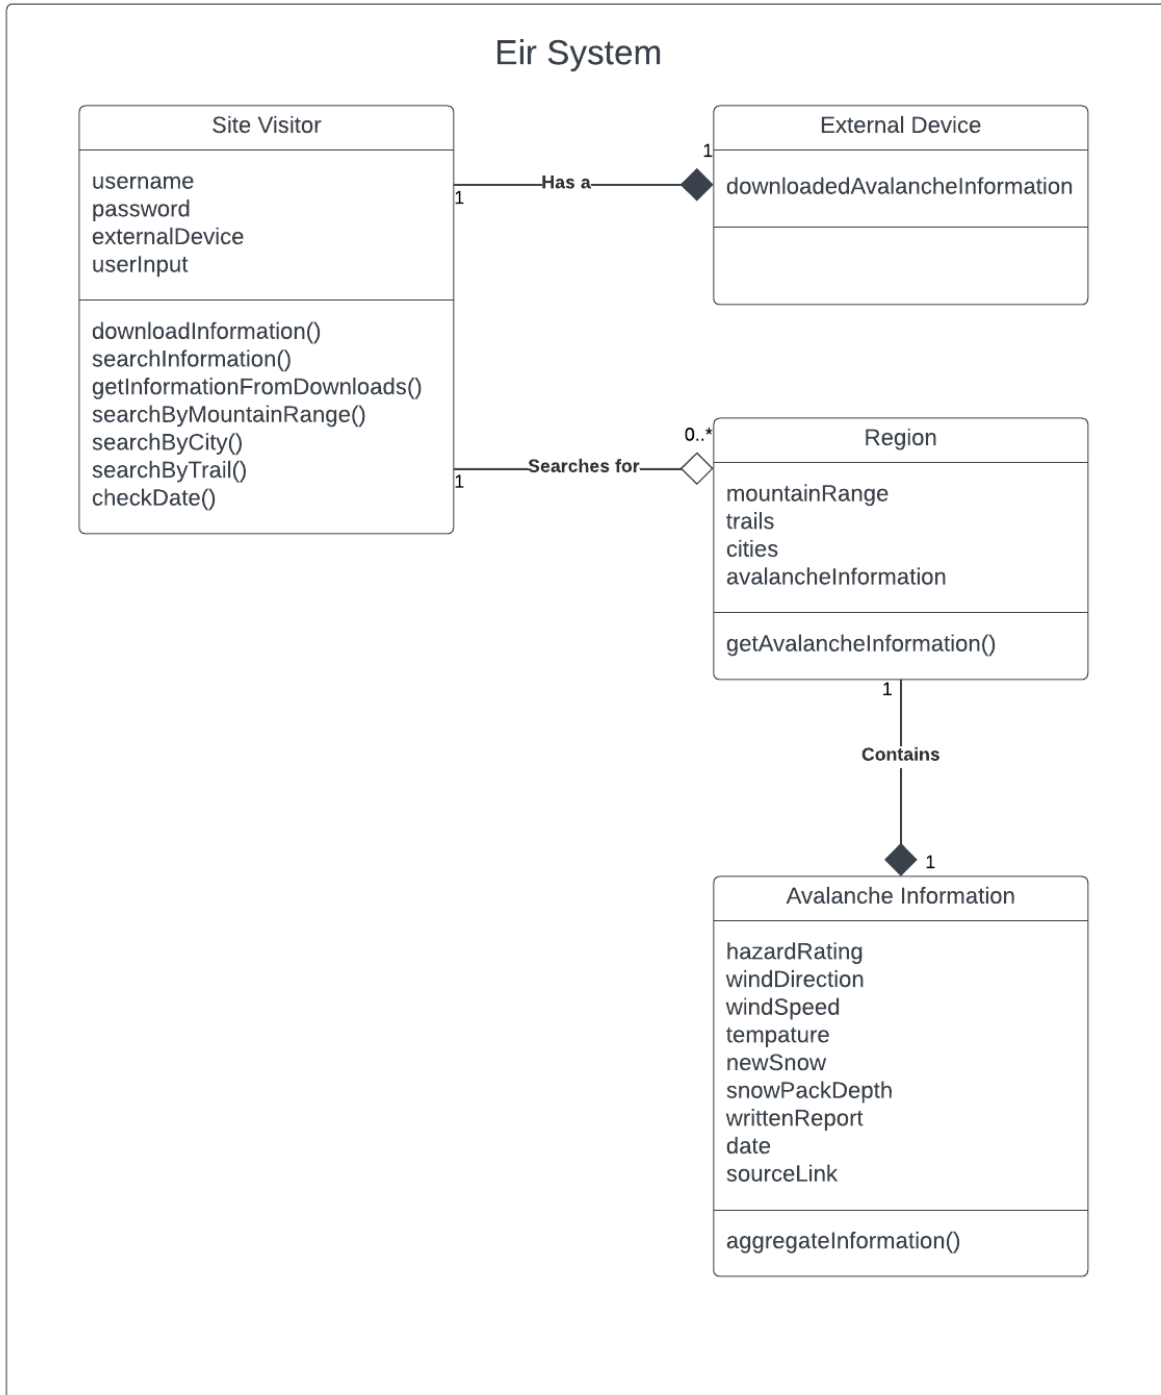 Eir System
Site Visitor
username
password
externalDevice
userInput
downloadInformation()
searchInformation()
getInformationFromDownloads()
searchByMountainRange()
searchByCity()
searchByTrail()
checkDate()
1
Has a
1
External Device
downloadedAvalancheInformation
1
Searches for
0..*
Region
mountainRange
trails
cities
avalancheInformation
getAvalancheInformation()
1
Contains
1
Avalanche Information
hazardRating
windDirection
windSpeed
tempature
newSnow
snowPackDepth
writtenReport
date
sourceLink
aggregateInformation()